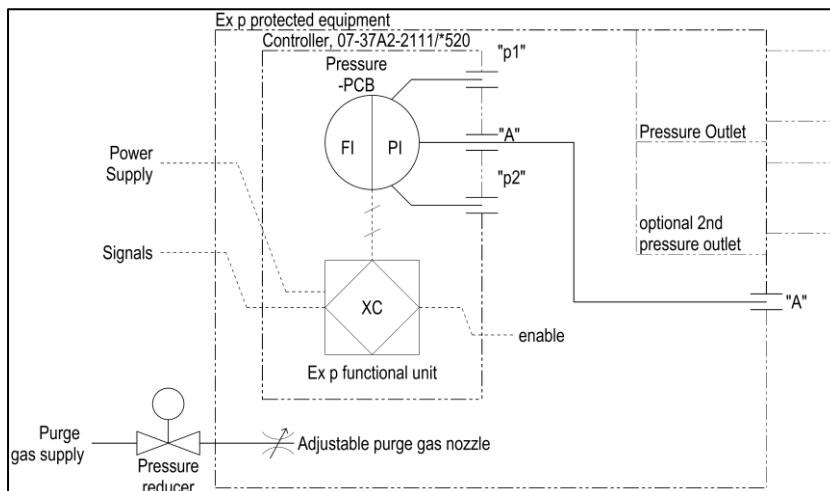 Ex p protected equipment
Controller, 07-37A2-2111/*520
Pressure
-PCB
"p1"
FI
PI
"A"
Pressure Outlet
Power
Supply
"p2"
optional 2nd
pressure outlet
Signals
XC
"A"
enable
Ex p functional unit
Purge
gas supply
Adjustable purge gas nozzle
Pressure
reducer